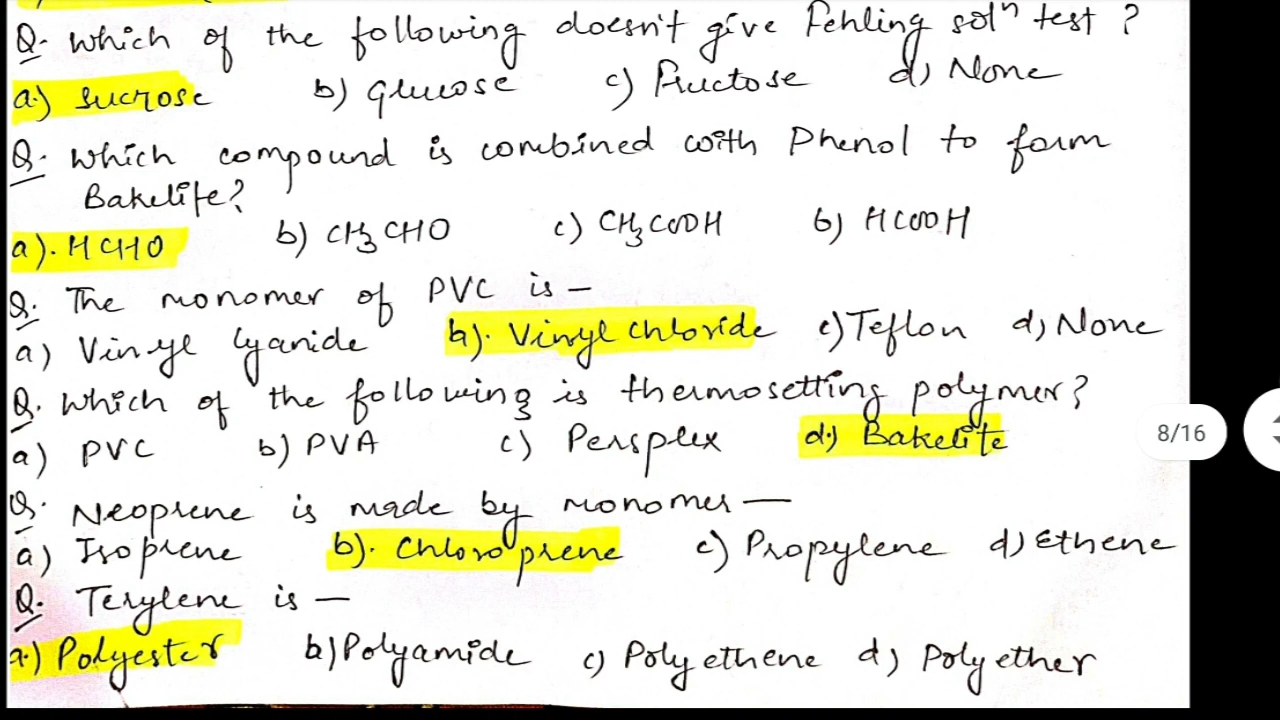 Q. Which of the following doesn't give Fehling solⁿ test ?
a.) Sucrose b) glucose c) Fructose d) None
Q. Which compound is combined with Phenol to form
Bakelite?
a). HCHO b) CH₃CHO c) CH₃COOH b) HCOOH
Q. The monomer of PVC is —
a) Vinyl Cyanide b). Vinyl chloride c) Teflon d) None
Q. Which of the following is thermosetting polymer?
a) PVC b) PVA c) Persplex d.) Bakelite
8/16
Q. Neoprene is made by monomer —
a) Isoprene b). Chloroprene c) Propylene d) Ethene
Q. Terylene is —
a.) Polyester b) Polyamide c) Polyethene d) Polyether